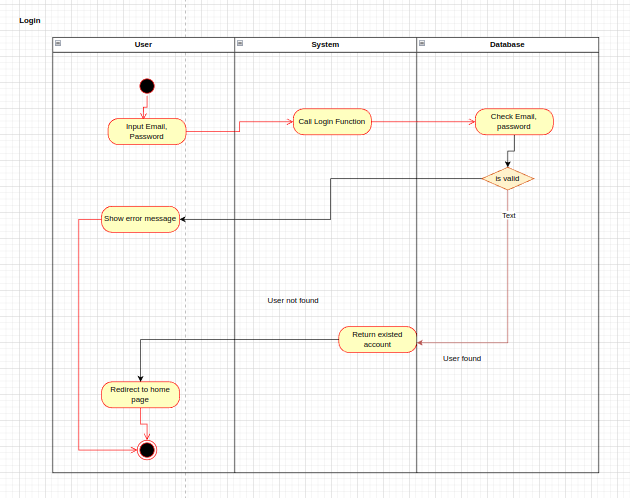 Login
User
System
Database
Input Email,
Password
Call Login Function
Check Email,
password
is valid
Show error message
Text
User not found
Return existed
account
User found
Redirect to home
page